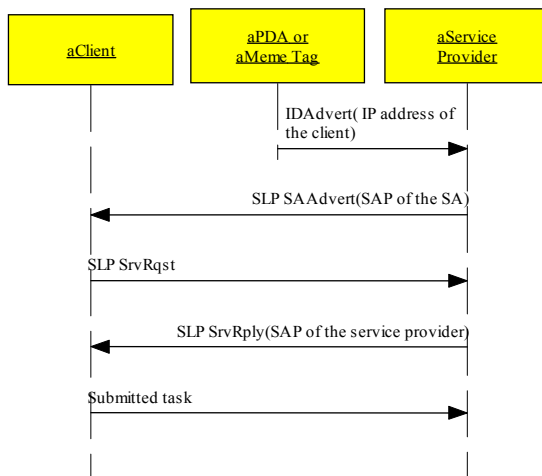 aClient
aPDA or
aMeme Tag
aService
Provider
IDAdvert( IP address of
the client)
SLP SAAdvert(SAP of the SA)
SLP SrvRqst
SLP SrvRply(SAP of the service provider)
Submitted task